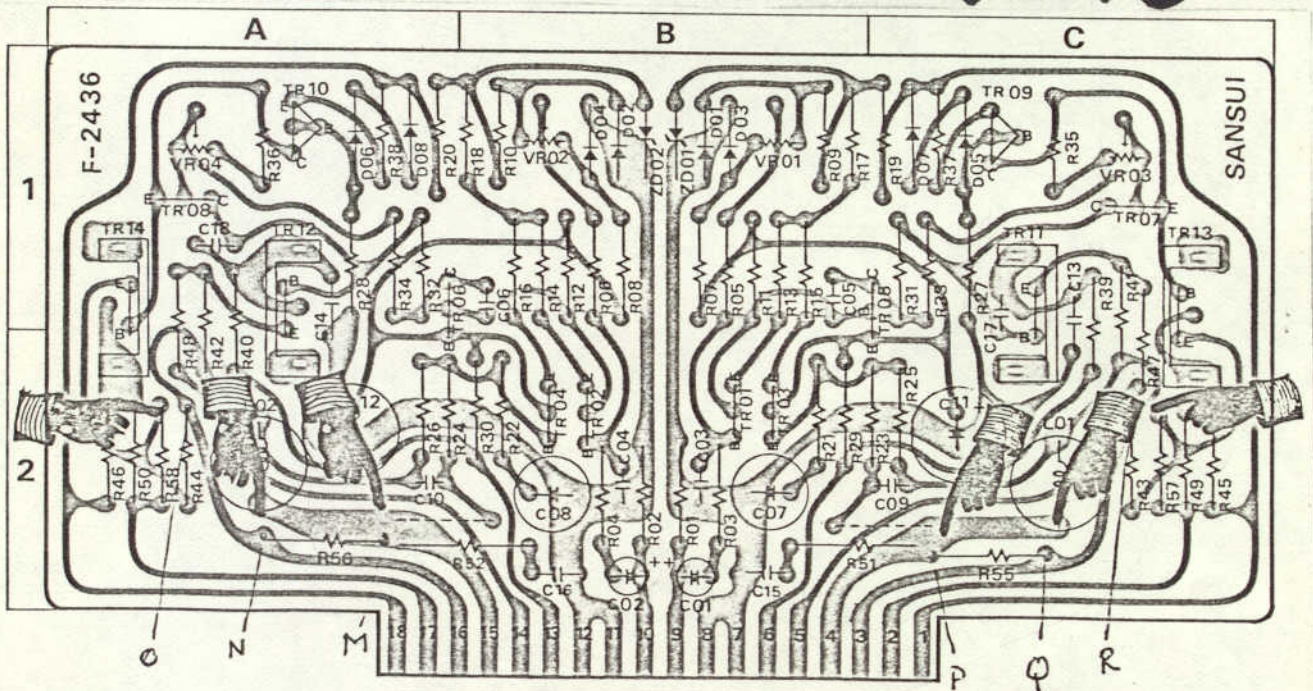 A B C
1
2
F-2436
SANSUI
TR10
TR09
E
C
B
VR04
R36
D06
R38
D08
R20
R18
R10
VR02
D04
D02
ZD02
ZD01
D01
D03
VR01
R09
R17
R19
D07
R37
D05
R35
VR03
E TR08 C
C TR07 E
TR14
C18
TR12
TR11
TR13
R28
R34
R32
TR06
C06
R16
R14
R12
R06
R08
R07
R05
R11
R13
R15
C05
R31
R33
R27
C17
C13
R39
R41
R47
C14
R48
R42
R40
12
R26
R24
R30
R22
TR04
TR02
C04
TR01
TR03
C03
R21
R29
R23
R25
C11
C01
R46
R50
R58
R44
C10
C08
R04
R02
R01
R03
C07
C09
R43
R57
R49
R45
R56
R52
C16
C02
++
C01
C15
R51
R55
O N M
18 17 16 15 14 13 12 11 10 9 8 7 6 5 4 3 2 1
P Q R